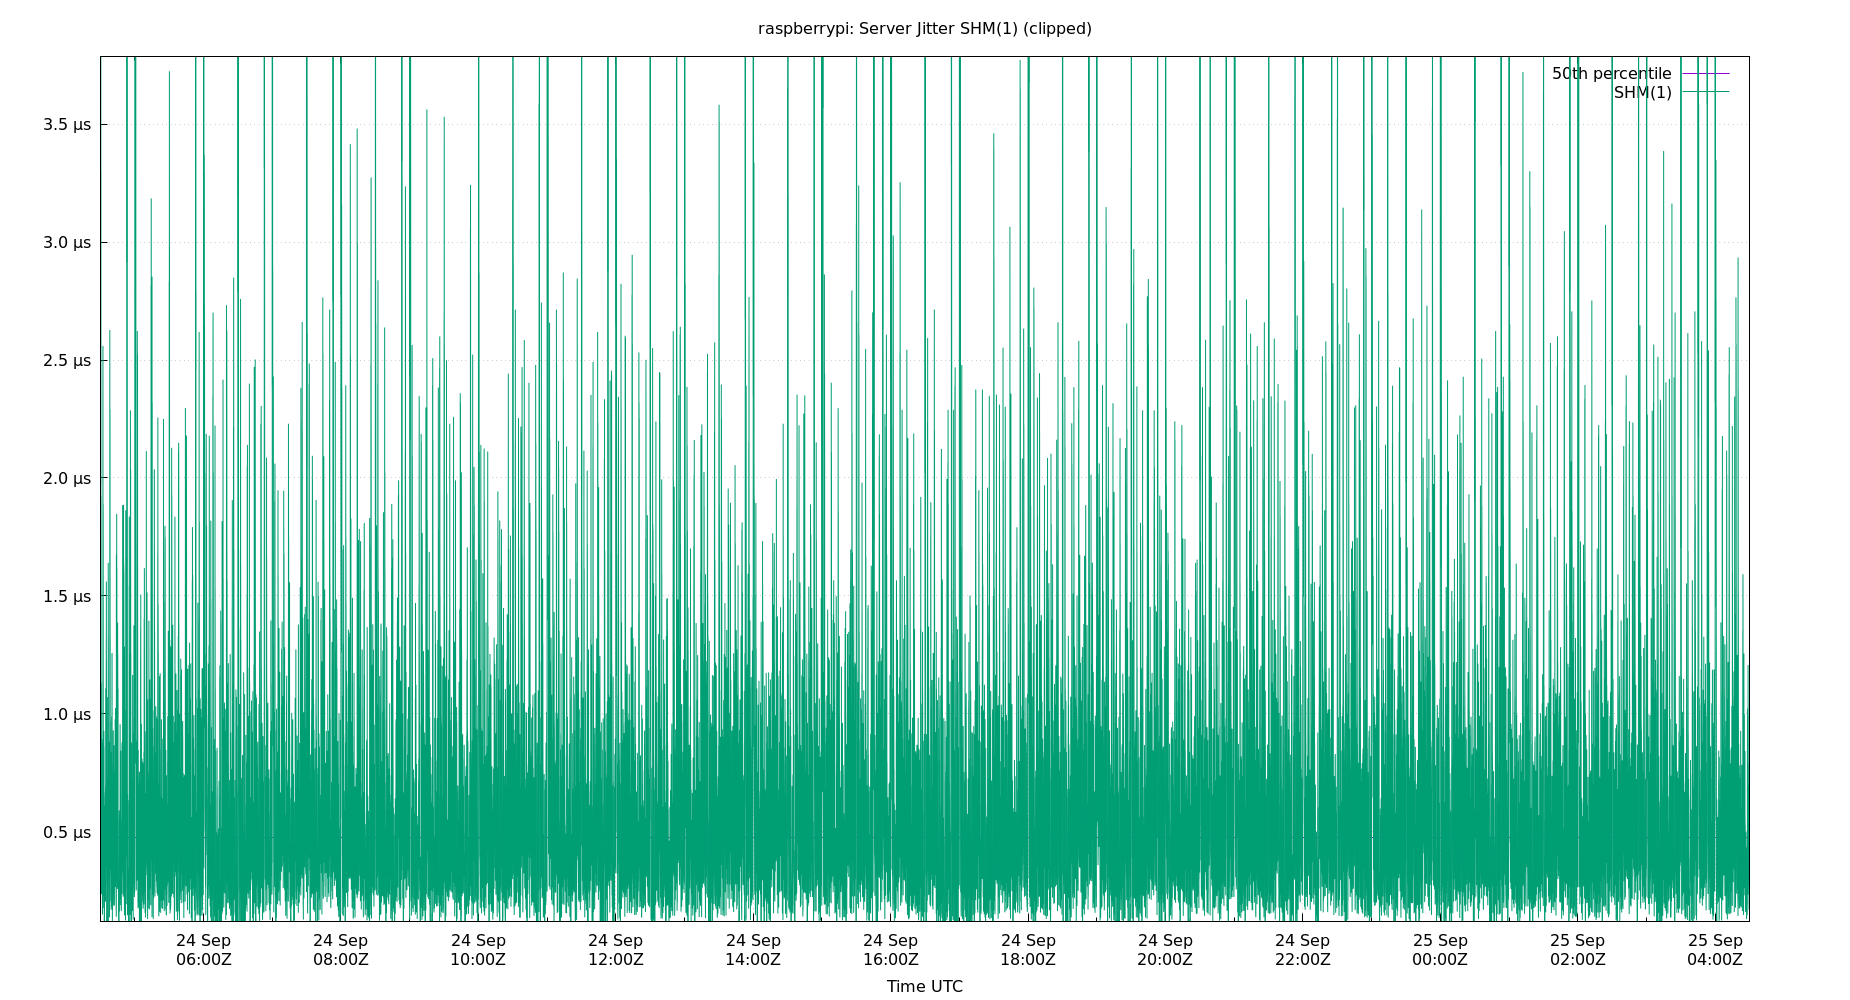 raspberrypi: Server Jitter SHM(1) (clipped)
50th percentile
SHM(1)
3.5 µs
3.0 µs
2.5 µs
2.0 µs
1.5 µs
1.0 µs
0.5 µs
24 Sep 24 Sep 24 Sep 24 Sep 24 Sep 24 Sep 24 Sep 24 Sep 24 Sep 25 Sep 25 Sep 25 Sep
06:00Z 08:00Z 10:00Z 12:00Z 14:00Z 16:00Z 18:00Z 20:00Z 22:00Z 00:00Z 02:00Z 04:00Z
Time UTC